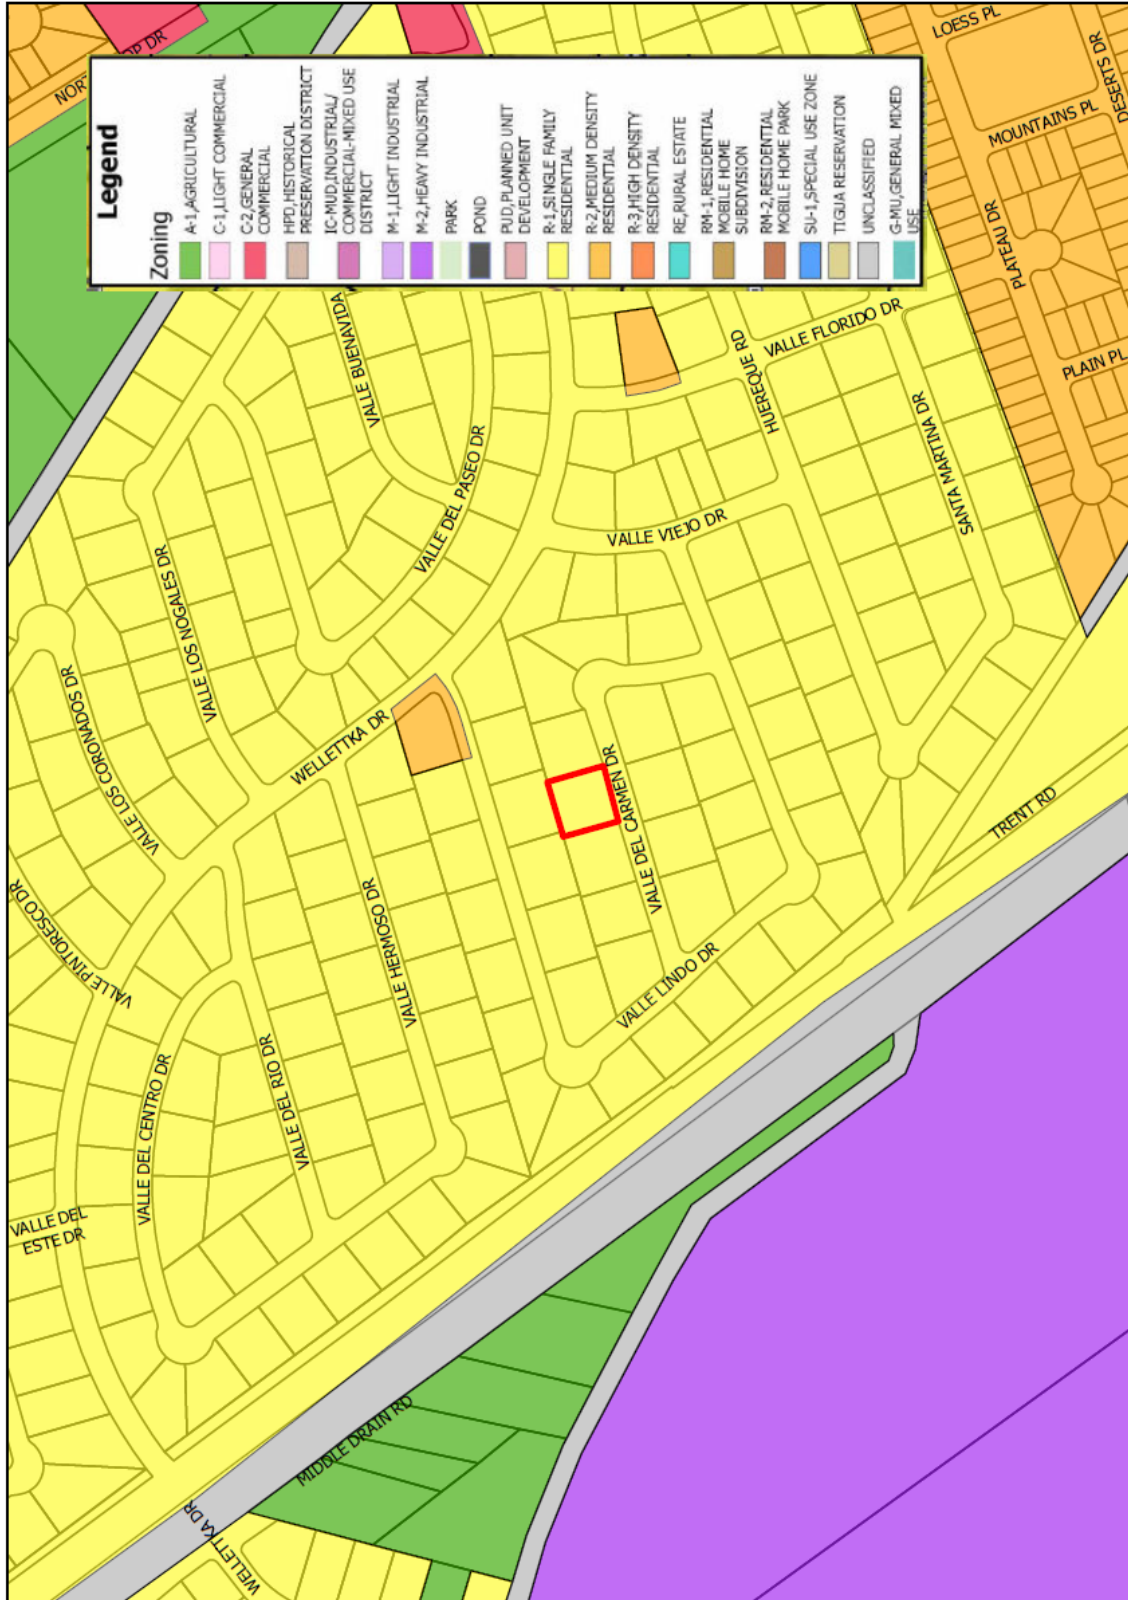 Legend
Zoning
A-1,AGRICULTURAL
C-1,LIGHT COMMERCIAL
C-2,GENERAL
COMMERCIAL
HPD,HISTORICAL
PRESERVATION DISTRICT
IC-MUD,INDUSTRIAL/
COMMERCIAL-MIXED USE
DISTRICT
M-1,LIGHT INDUSTRIAL
M-2,HEAVY INDUSTRIAL
PARK
POND
PUD,PLANNED UNIT
DEVELOPMENT
R-1,SINGLE FAMILY
RESIDENTIAL
R-2,MEDIUM DENSITY
RESIDENTIAL
R-3,HIGH DENSITY
RESIDENTIAL
RE,RURAL ESTATE
RM-1,RESIDENTIAL
MOBILE HOME
SUBDIVISION
RM-2,RESIDENTIAL
MOBILE HOME PARK
SU-1,SPECIAL USE ZONE
TIGUA RESERVATION
UNCLASSIFIED
G-MU,GENERAL MIXED
USE
LOESS PL
DESERTS DR
MOUNTAINS PL
PLATEAU DR
PLAIN PL
VALLE FLORIDO DR
HUEREQUE RD
SANTA MARTINA DR
VALLE BUENAVIDA
VALLE DEL PASEO DR
VALLE VIEJO DR
VALLE LOS NOGALES DR
VALLE LOS CORONADOS DR
WELLETTKA DR
VALLE DEL CARMEN DR
TRENT RD
VALLE PINTORESCO DR
VALLE HERMOSO DR
VALLE LINDO DR
VALLE DEL CENTRO DR
VALLE DEL RIO DR
VALLE DEL
ESTE DR
MIDDLE DRAIN RD
WELLETTKA DR